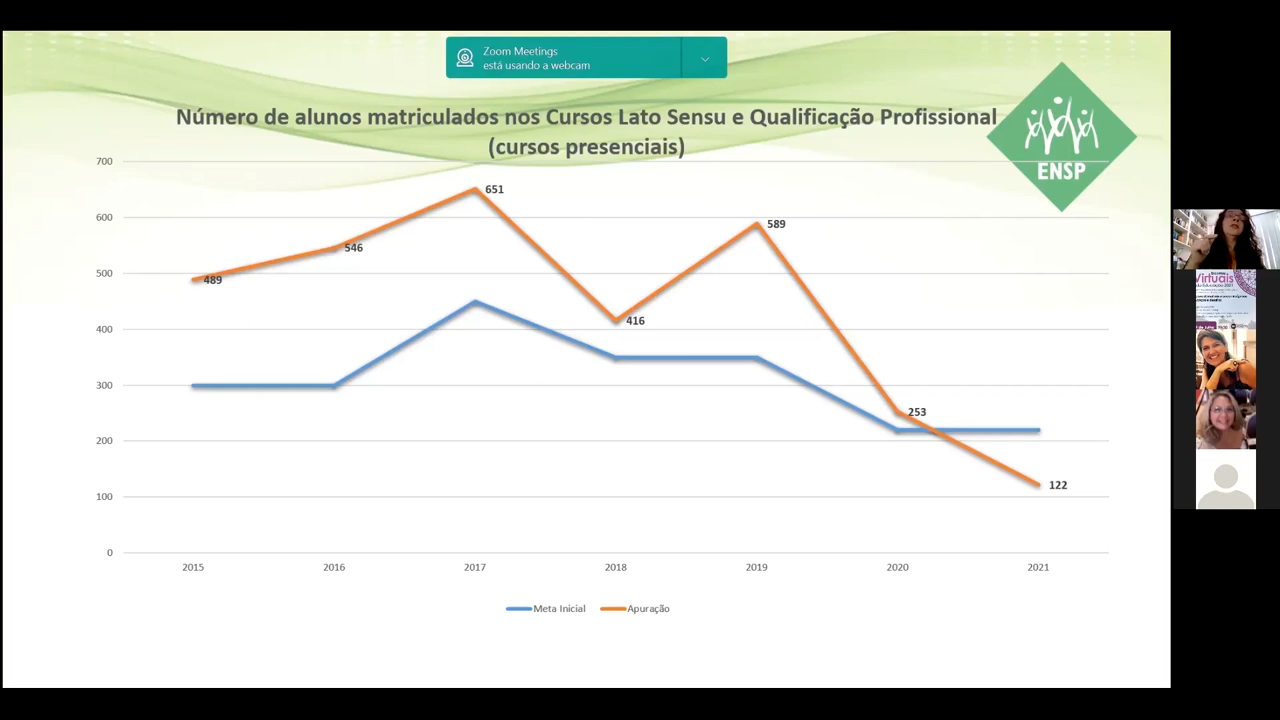 Zoom Meetings
está usando a webcam
Número de alunos matriculados nos Cursos Lato Sensu e Qualificação Profissional
(cursos presenciais)
ENSP
700
600
500
400
300
200
100
0
489
546
651
416
589
253
122
2015 2016 2017 2018 2019 2020 2021
Meta Inicial Apuração
Virtuais